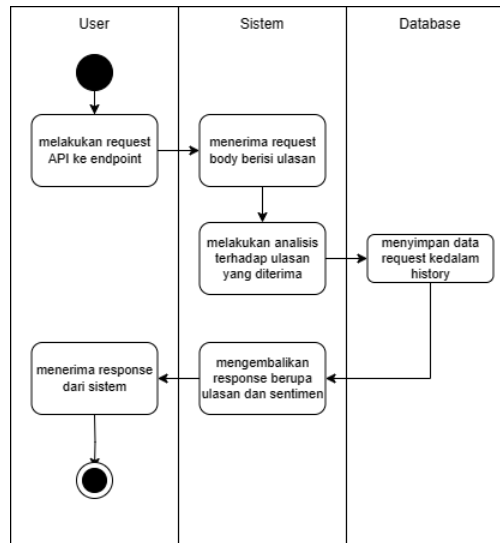 User
Sistem
Database
melakukan request
API ke endpoint
menerima request
body berisi ulasan
melakukan analisis
terhadap ulasan
yang diterima
menyimpan data
request kedalam
history
mengembalikan
response berupa
ulasan dan sentimen
menerima response
dari sistem